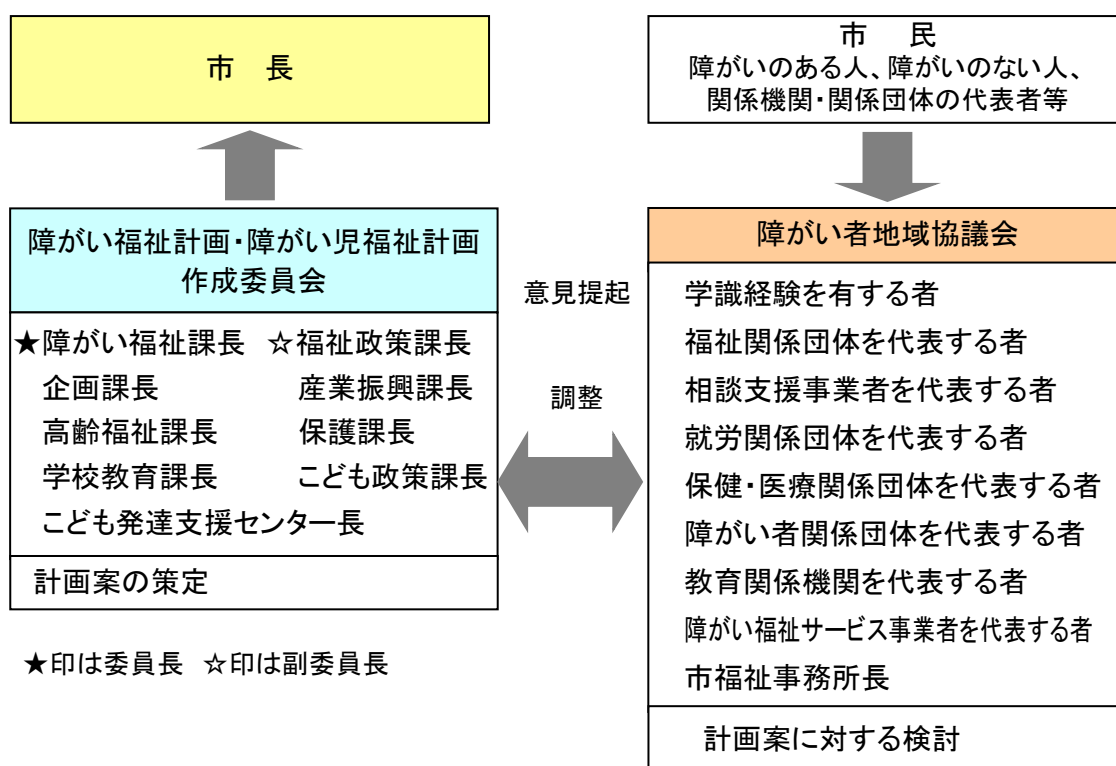 市　長
市　民
障がいのある人、障がいのない人、
関係機関・関係団体の代表者等
障がい福祉計画・障がい児福祉計画
作成委員会
★障がい福祉課長　☆福祉政策課長
企画課長　産業振興課長
高齢福祉課長　保護課長
学校教育課長　こども政策課長
こども発達支援センター長
計画案の策定
★印は委員長　☆印は副委員長
意見提起
調整
障がい者地域協議会
学識経験を有する者
福祉関係団体を代表する者
相談支援事業者を代表する者
就労関係団体を代表する者
保健・医療関係団体を代表する者
障がい者関係団体を代表する者
教育関係機関を代表する者
障がい福祉サービス事業者を代表する者
市福祉事務所長
計画案に対する検討